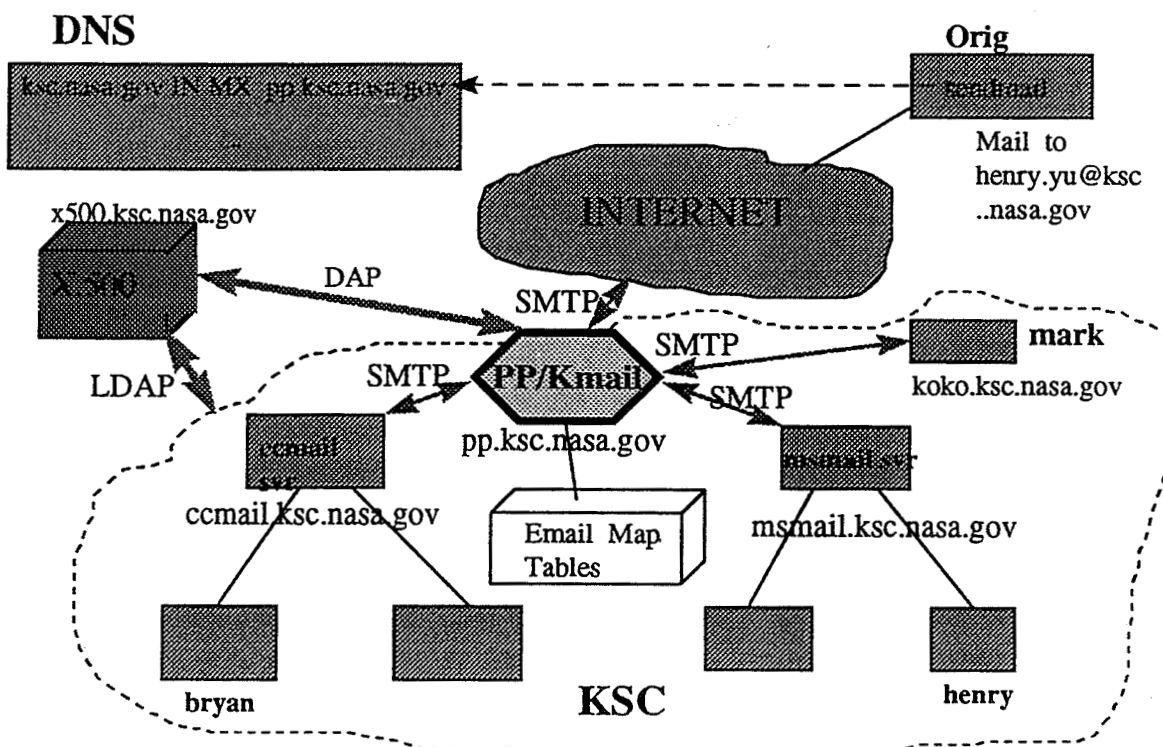 DNS
Orig
ksc.nasa.gov IN MX pp.ksc.nasa.gov
sendmail
Mail to
henry.yu@ksc
..nasa.gov
INTERNET
x500.ksc.nasa.gov
X.500
DAP
SMTP
SMTP
mark
LDAP
SMTP
PP/Kmail
koko.ksc.nasa.gov
SMTP
pp.ksc.nasa.gov
ccmail
svr
msmail.svr
ccmail.ksc.nasa.gov
msmail.ksc.nasa.gov
Email Map
Tables
bryan
KSC
henry